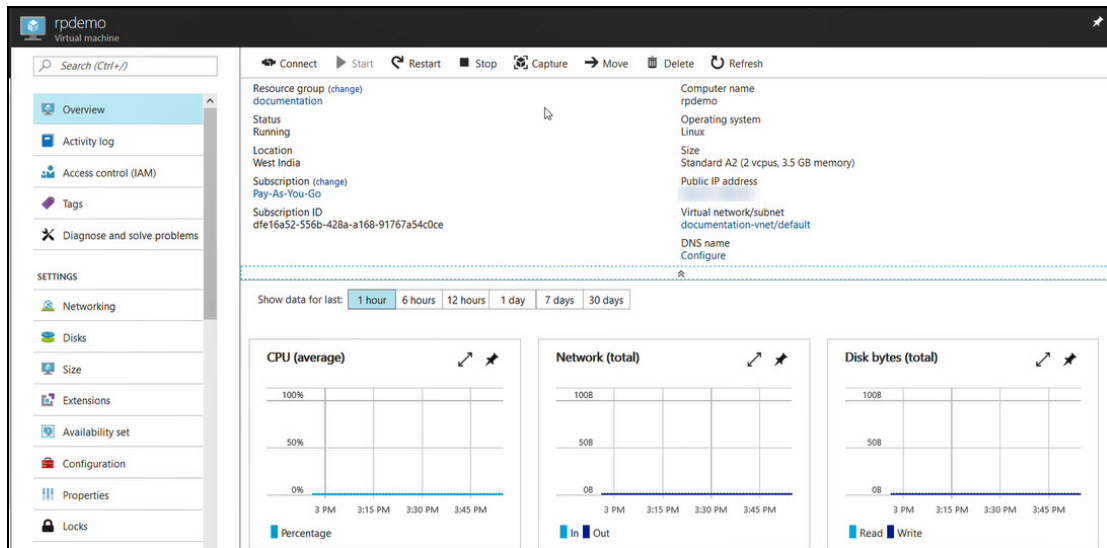 rpdemo
Virtual machine
Search (Ctrl+/)
Overview
Activity log
Access control (IAM)
Tags
Diagnose and solve problems
SETTINGS
Networking
Disks
Size
Extensions
Availability set
Configuration
Properties
Locks
Connect Start Restart Stop Capture Move Delete Refresh
Resource group (change)
documentation
Status
Running
Location
West India
Subscription (change)
Pay-As-You-Go
Subscription ID
dfe16a52-556b-428a-a168-91767a54c0ce
Computer name
rpdemo
Operating system
Linux
Size
Standard A2 (2 vcpus, 3.5 GB memory)
Public IP address
Virtual network/subnet
documentation-vnet/default
DNS name
Configure
Show data for last: 1 hour 6 hours 12 hours 1 day 7 days 30 days
CPU (average)
100%
50%
0%
3 PM 3:15 PM 3:30 PM 3:45 PM
Percentage
Network (total)
100B
50B
0B
3 PM 3:15 PM 3:30 PM 3:45 PM
In Out
Disk bytes (total)
100B
50B
0B
3 PM 3:15 PM 3:30 PM 3:45 PM
Read Write